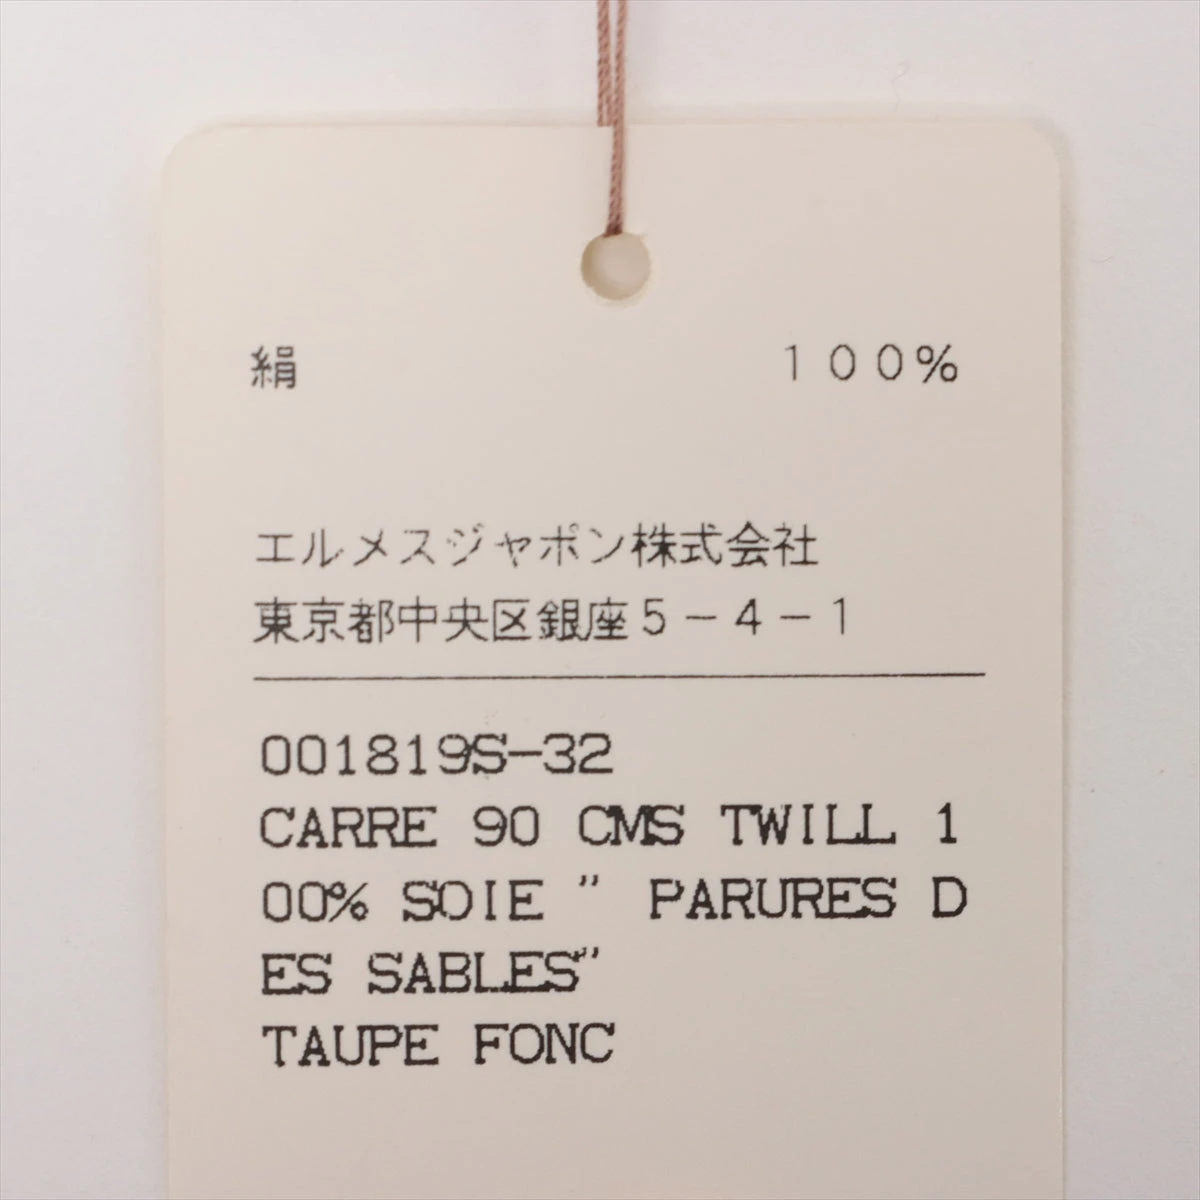 絹 100%
エルメスジャポン株式会社
東京都中央区銀座5-4-1
001819S-32
CARRE 90 CMS TWILL 1
00% SOIE " PARURES D
ES SABLES"
TAUPE FONC